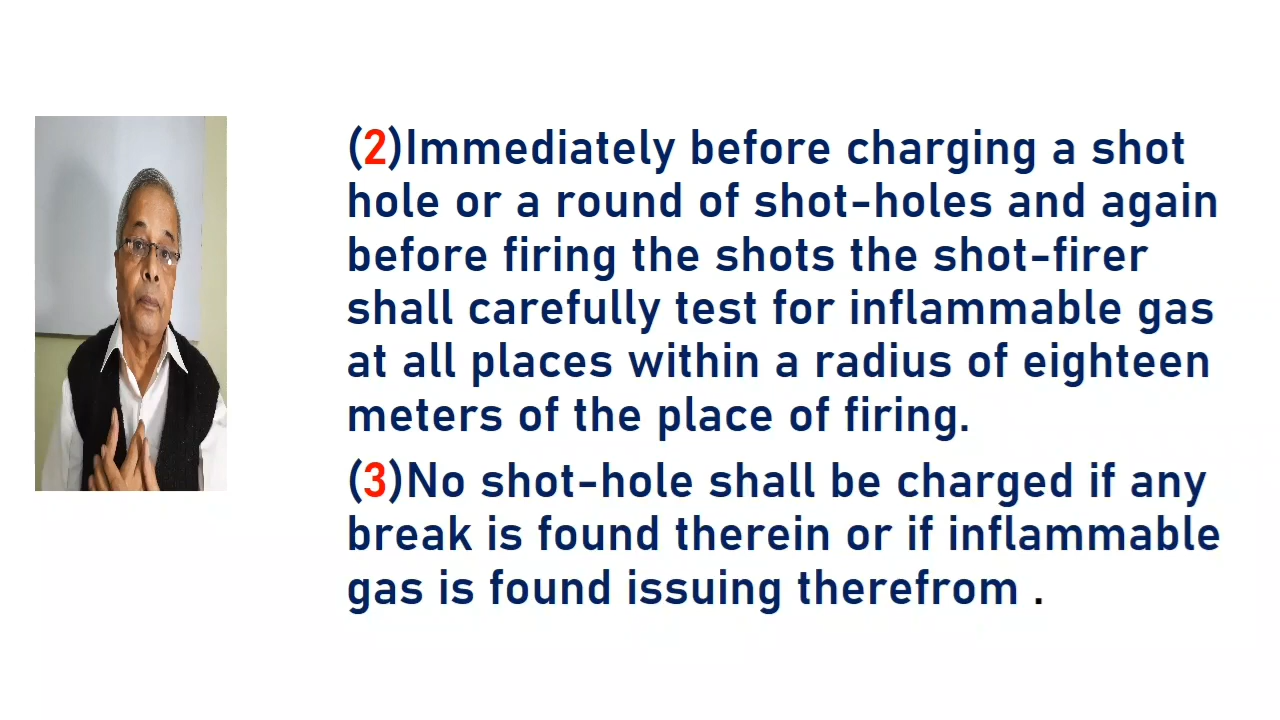 (2)Immediately before charging a shot
hole or a round of shot-holes and again
before firing the shots the shot-firer
shall carefully test for inflammable gas
at all places within a radius of eighteen
meters of the place of firing.
(3)No shot-hole shall be charged if any
break is found therein or if inflammable
gas is found issuing therefrom .